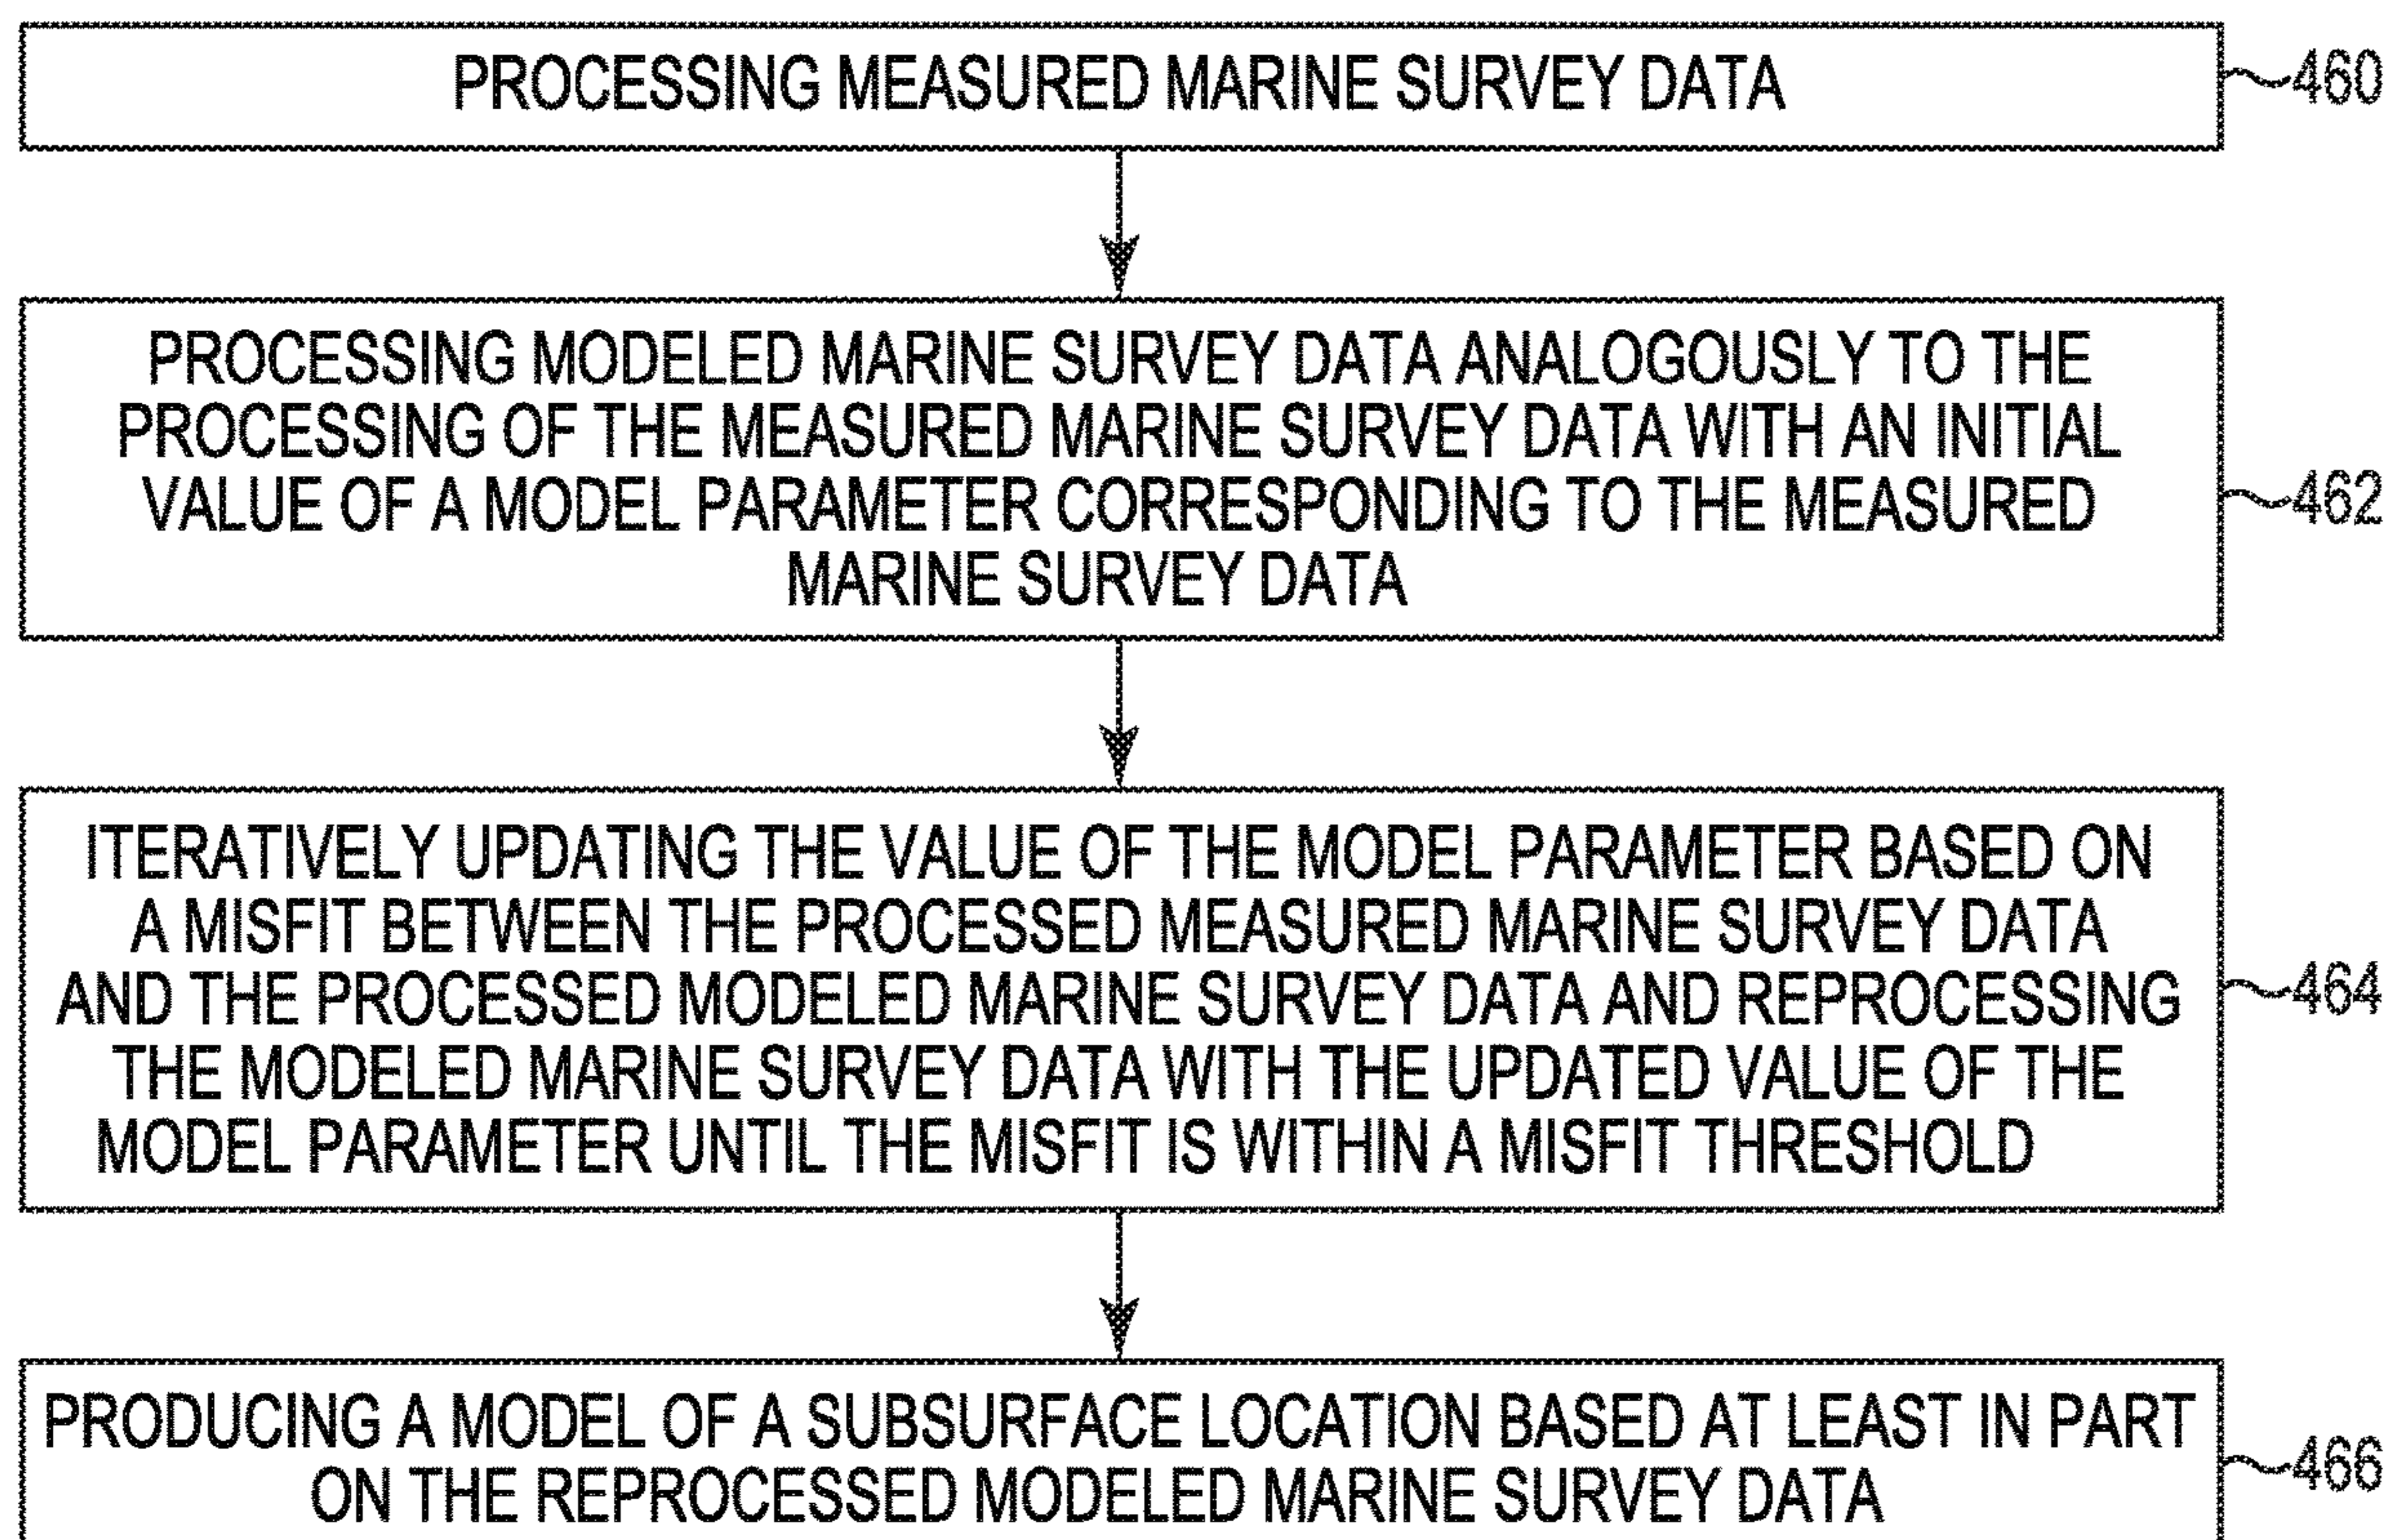 PROCESSING MEASURED MARINE SURVEY DATA
460
PROCESSING MODELED MARINE SURVEY DATA ANALOGOUSLY TO THE
PROCESSING OF THE MEASURED MARINE SURVEY DATA WITH AN INITIAL
VALUE OF A MODEL PARAMETER CORRESPONDING TO THE MEASURED
MARINE SURVEY DATA
462
ITERATIVELY UPDATING THE VALUE OF THE MODEL PARAMETER BASED ON
A MISFIT BETWEEN THE PROCESSED MEASURED MARINE SURVEY DATA
AND THE PROCESSED MODELED MARINE SURVEY DATA AND REPROCESSING
THE MODELED MARINE SURVEY DATA WITH THE UPDATED VALUE OF THE
MODEL PARAMETER UNTIL THE MISFIT IS WITHIN A MISFIT THRESHOLD
464
PRODUCING A MODEL OF A SUBSURFACE LOCATION BASED AT LEAST IN PART
ON THE REPROCESSED MODELED MARINE SURVEY DATA
466